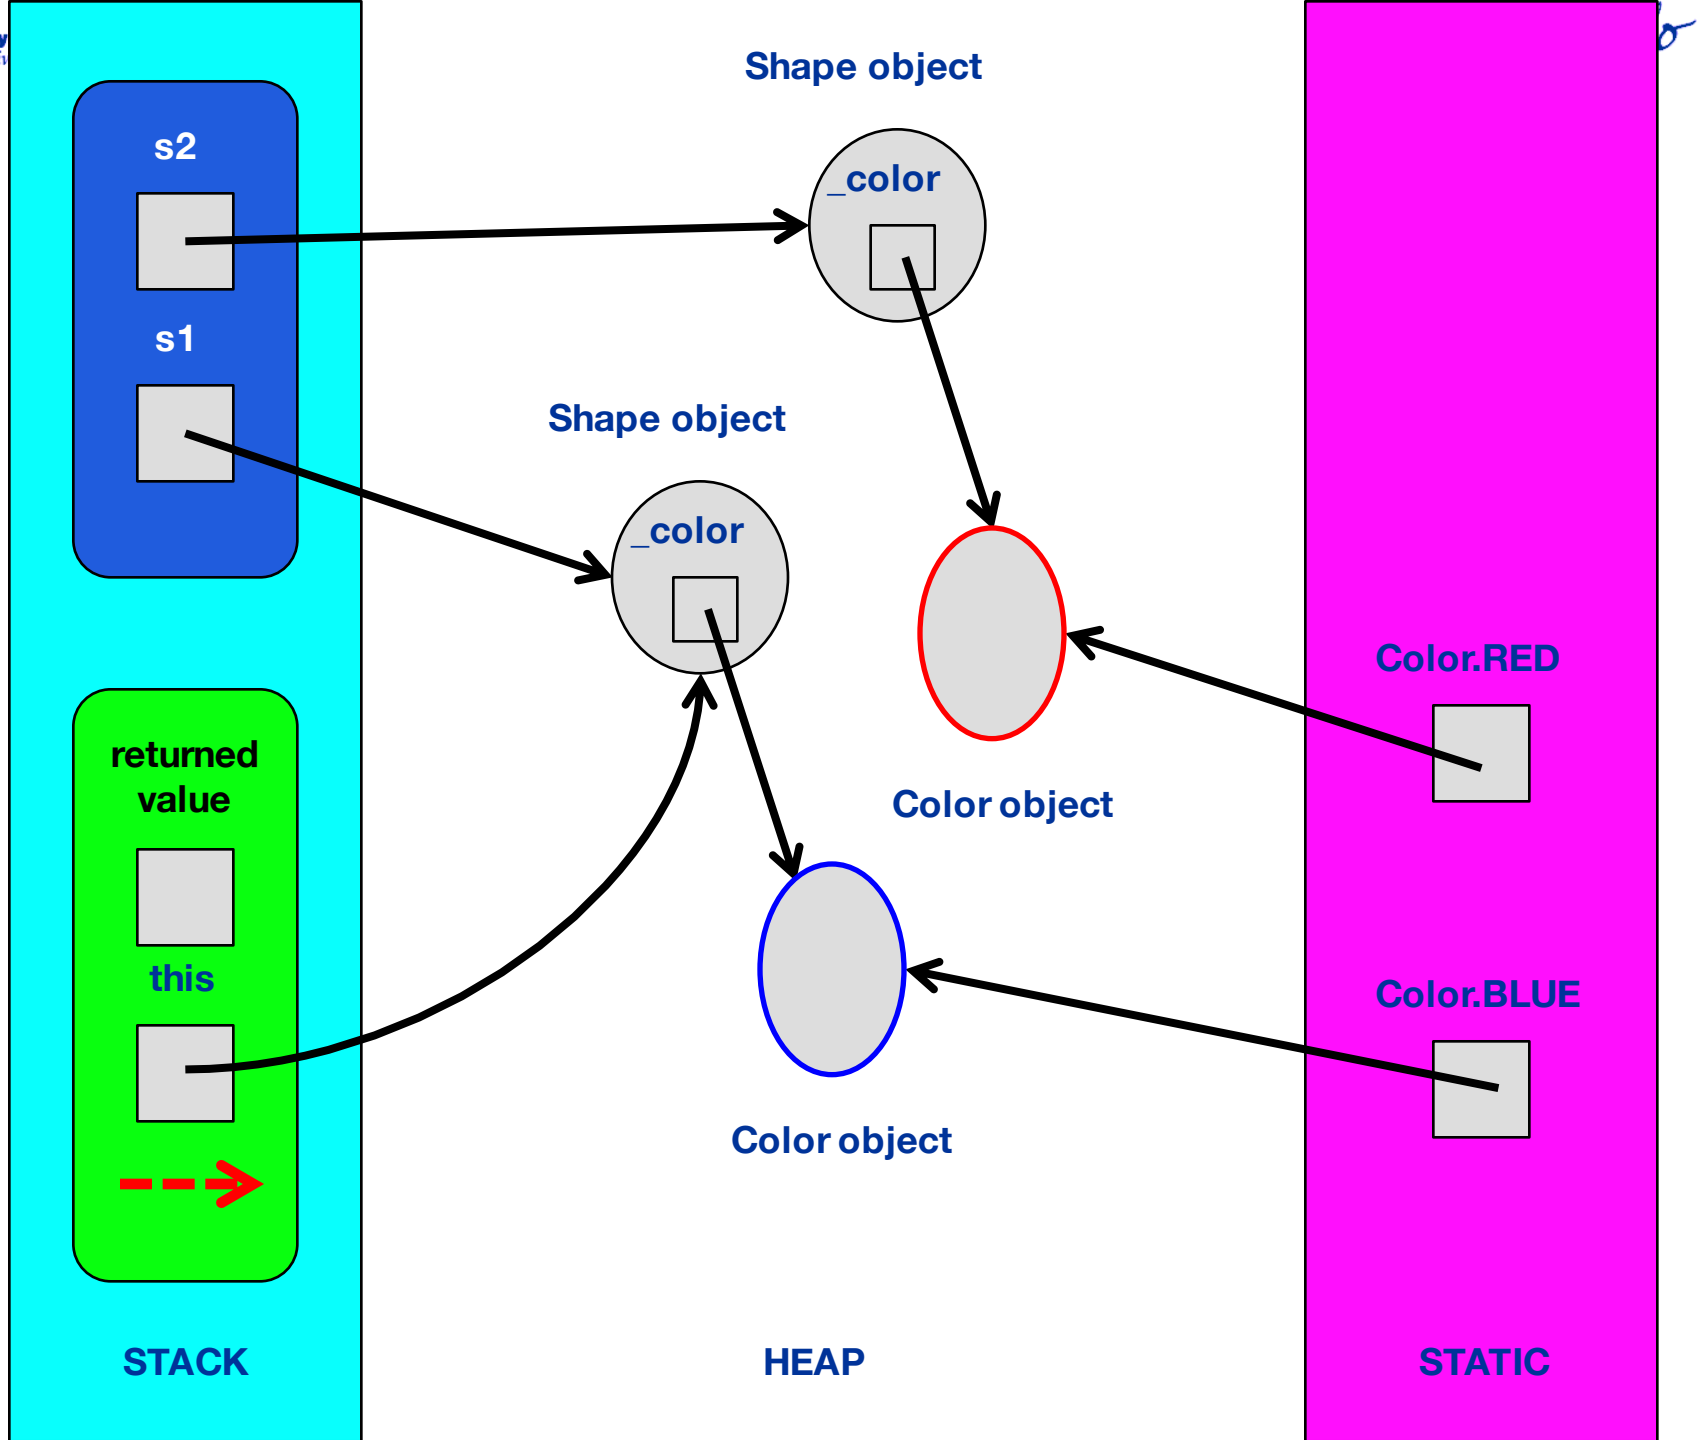 Shape object
s2
_color
s1
Shape object
_color
Color.RED
returned
value
Color object
this
Color.BLUE
Color object
STACK
HEAP
STATIC